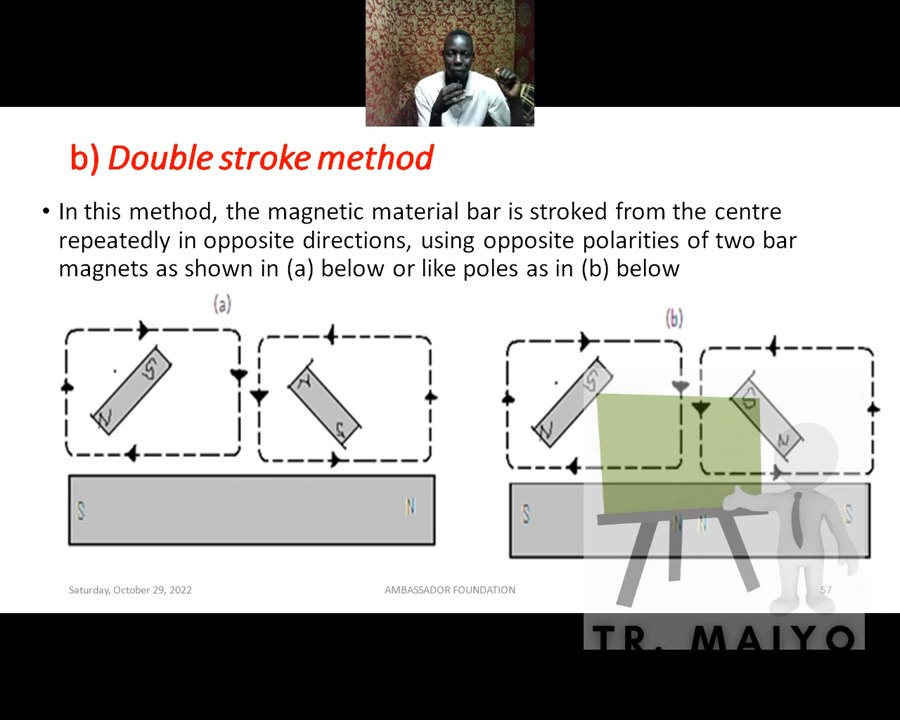 b) Double stroke method
• In this method, the magnetic material bar is stroked from the centre
repeatedly in opposite directions, using opposite polarities of two bar
magnets as shown in (a) below or like poles as in (b) below
(a)
(b)
S
N
N
S
S
N
S
N
S
N
S
N
N
S
Saturday, October 29, 2022
AMBASSADOR FOUNDATION
57
TR. MAIYO